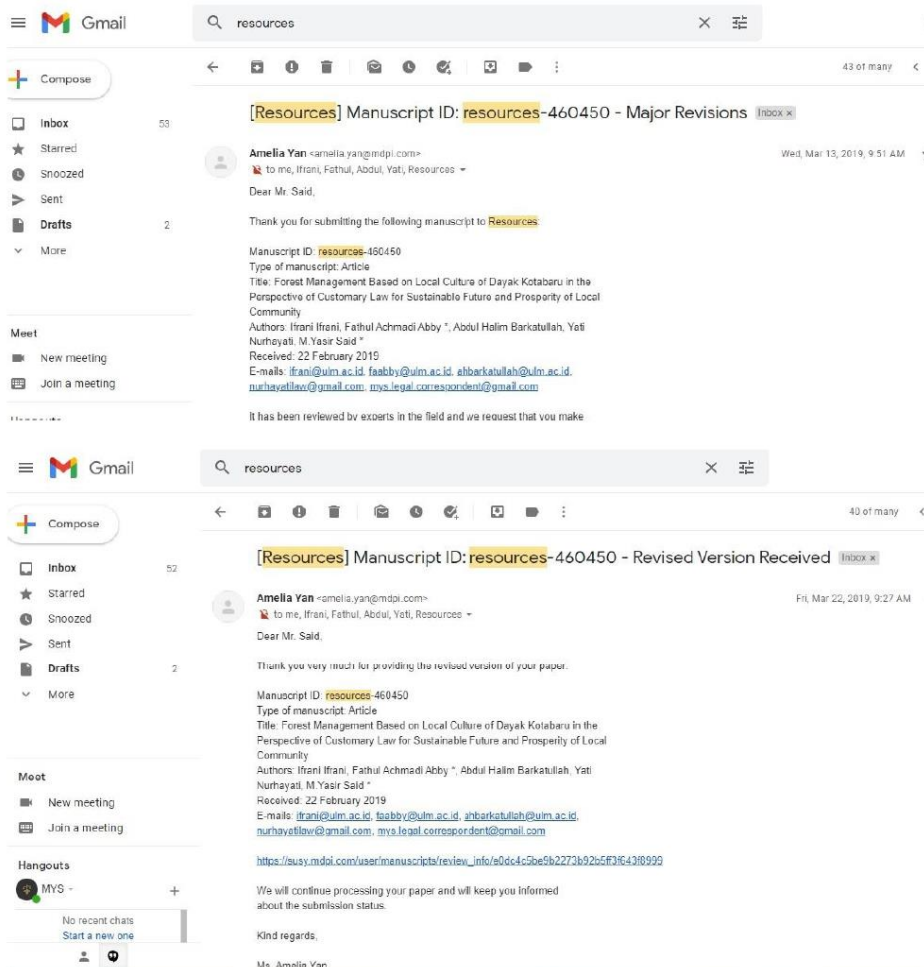 Gmail
resources
Compose
43 of many
[Resources] Manuscript ID: resources-460450 - Major Revisions Inbox x
Inbox 53
Starred
Snoozed
Sent
Drafts 2
More
Amelia Yan <amelia.yan@mdpi.com>
Wed, Mar 13, 2019, 9:51 AM
to me, Ifrani, Fathul, Abdul, Yati, Resources
Dear Mr. Said,
Thank you for submitting the following manuscript to Resources:
Manuscript ID: resources-460450
Type of manuscript: Article
Title: Forest Management Based on Local Culture of Dayak Kotabaru in the
Perspective of Customary Law for Sustainable Future and Prosperity of Local
Community
Authors: Ifrani Ifrani, Fathul Achmadi Abby *, Abdul Halim Barkatullah, Yati
Nurhayati, M.Yasir Said *
Received: 22 February 2019
E-mails: ifrani@ulm.ac.id, faabby@ulm.ac.id, ahbarkatullah@ulm.ac.id,
nurhayatilaw@gmail.com, mys.legal.correspondent@gmail.com
It has been reviewed by experts in the field and we request that you make
Meet
New meeting
Join a meeting
Gmail
resources
Compose
40 of many
[Resources] Manuscript ID: resources-460450 - Revised Version Received Inbox x
Inbox 52
Starred
Snoozed
Sent
Drafts 2
More
Amelia Yan <amelia.yan@mdpi.com>
Fri, Mar 22, 2019, 9:27 AM
to me, Ifrani, Fathul, Abdul, Yati, Resources
Dear Mr. Said,
Thank you very much for providing the revised version of your paper:
Manuscript ID: resources-460450
Type of manuscript: Article
Title: Forest Management Based on Local Culture of Dayak Kotabaru in the
Perspective of Customary Law for Sustainable Future and Prosperity of Local
Community
Authors: Ifrani Ifrani, Fathul Achmadi Abby *, Abdul Halim Barkatullah, Yati
Nurhayati, M.Yasir Said *
Received: 22 February 2019
E-mails: ifrani@ulm.ac.id, faabby@ulm.ac.id, ahbarkatullah@ulm.ac.id,
nurhayatilaw@gmail.com, mys.legal.correspondent@gmail.com
https://susy.mdpi.com/user/manuscripts/review_info/e0dc4c5be9b2273b92b5ff3f643f8999
We will continue processing your paper and will keep you informed
about the submission status.
Kind regards,
Ms. Amelia Yan
Meet
New meeting
Join a meeting
Hangouts
MYS
No recent chats
Start a new one